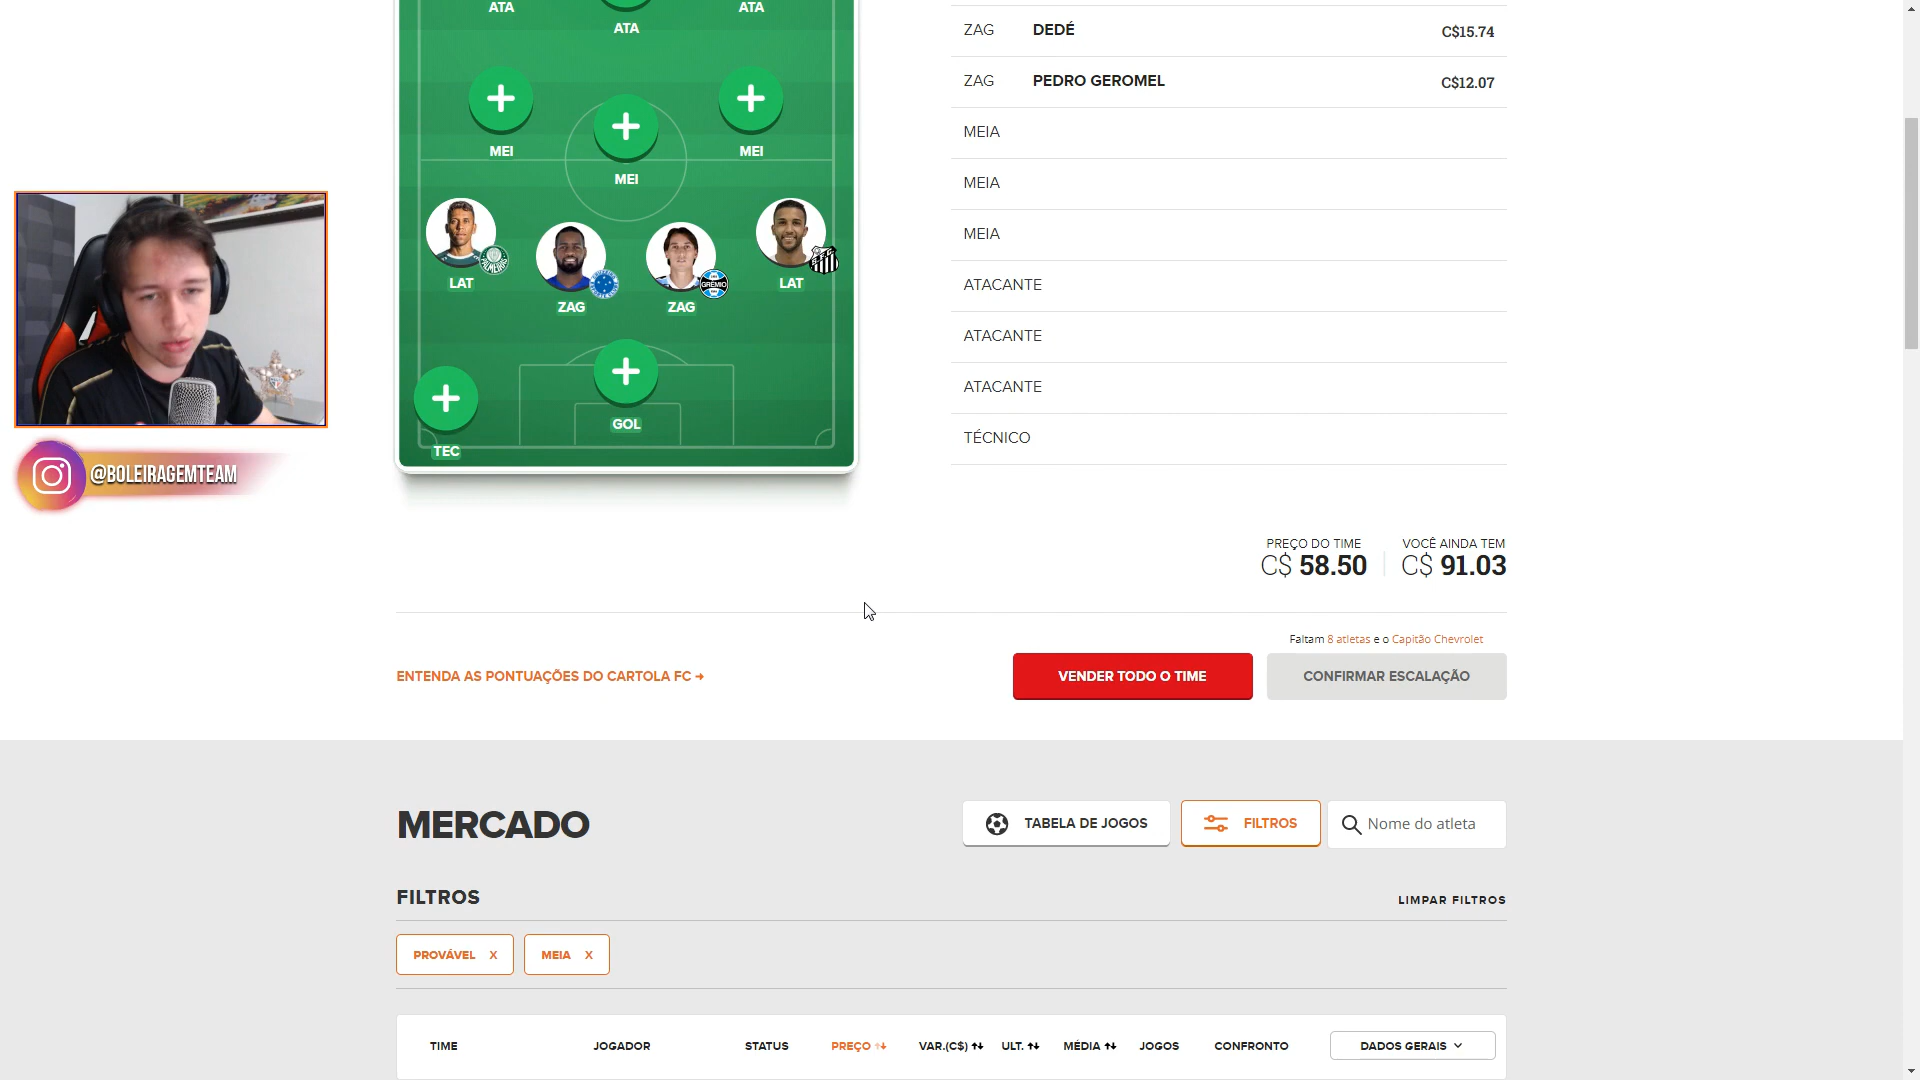 ATA
ATA
ATA
MEI
MEI
MEI
LAT
PALMEIRAS
ZAG
GRÊMIO
ZAG
LAT
TEC
GOL
@BOLEIRAGEMTEAM
ZAG DEDÉ C$15.74
ZAG PEDRO GEROMEL C$12.07
MEIA
MEIA
MEIA
ATACANTE
ATACANTE
ATACANTE
TÉCNICO
PREÇO DO TIME
C$ 58.50
VOCÊ AINDA TEM
C$ 91.03
Faltam 8 atletas e o Capitão Chevrolet
ENTENDA AS PONTUAÇÕES DO CARTOLA FC
VENDER TODO O TIME
CONFIRMAR ESCALAÇÃO
MERCADO
TABELA DE JOGOS
FILTROS
Nome do atleta
FILTROS
LIMPAR FILTROS
PROVÁVEL X
MEIA X
TIME JOGADOR STATUS PREÇO VAR.(C$) ULT. MÉDIA JOGOS CONFRONTO DADOS GERAIS